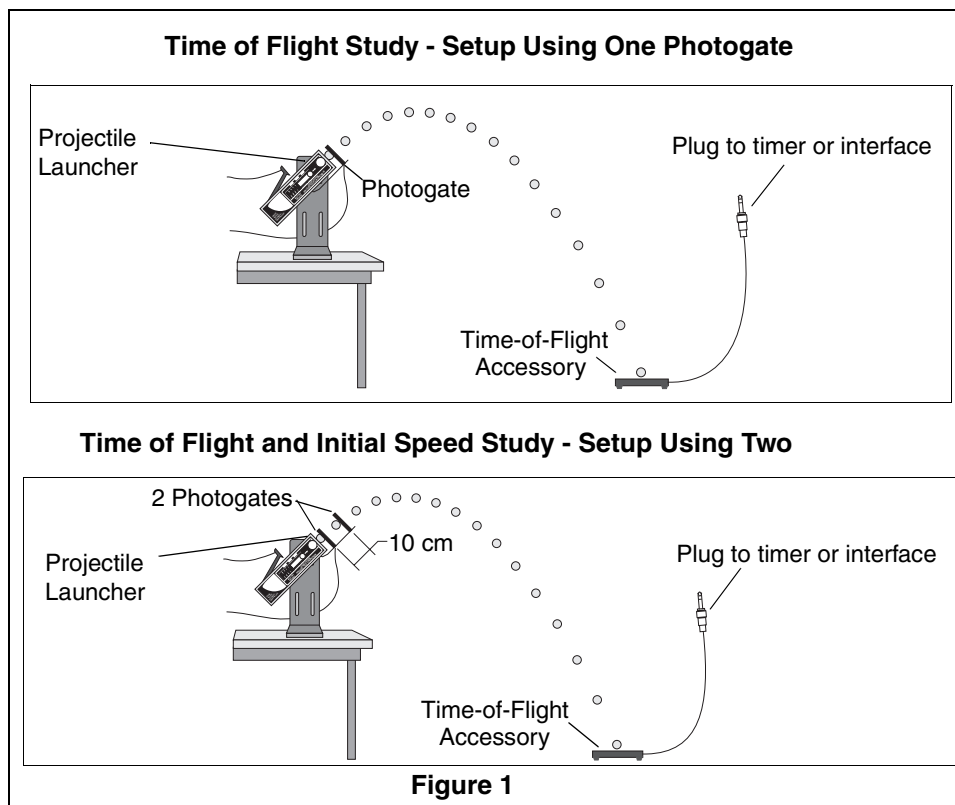 Time of Flight Study - Setup Using One Photogate
Projectile
Launcher
Photogate
Plug to timer or interface
Time-of-Flight
Accessory
Time of Flight and Initial Speed Study - Setup Using Two
2 Photogates
10 cm
Projectile
Launcher
Plug to timer or interface
Time-of-Flight
Accessory
Figure 1